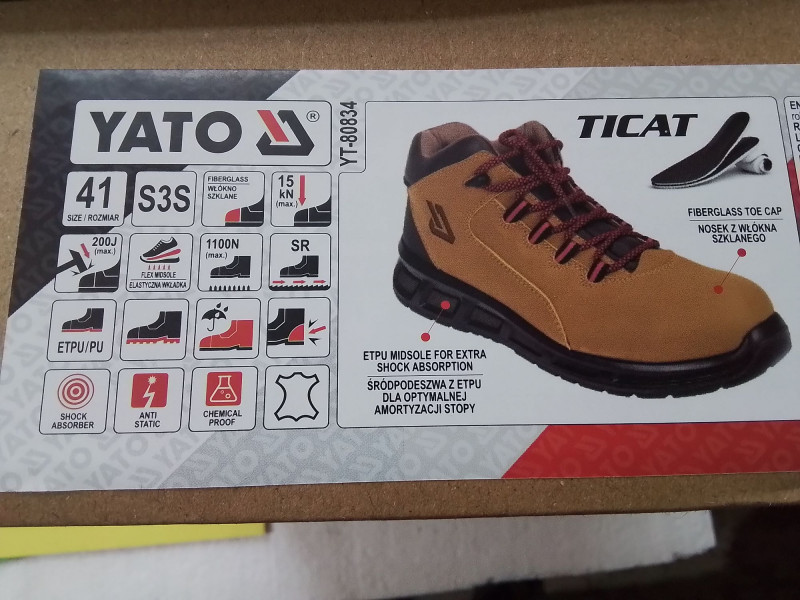 YATO ®
YT-80834
41
SIZE / ROZMIAR
S3S
FIBERGLASS
WŁÓKNO
SZKLANE
15
kN
(max.)
200J
(max.)
FLEX MIDSOLE
ELASTYCZNA WKŁADKA
1100N
(max.)
SR
ETPU/PU
SHOCK
ABSORBER
ANTI
STATIC
CHEMICAL
PROOF
TICAT
FIBERGLASS TOE CAP
NOSEK Z WŁÓKNA
SZKLANEGO
ETPU MIDSOLE FOR EXTRA
SHOCK ABSORPTION
ŚRÓDPODESZWA Z ETPU
DLA OPTYMALNEJ
AMORTYZACJI STOPY